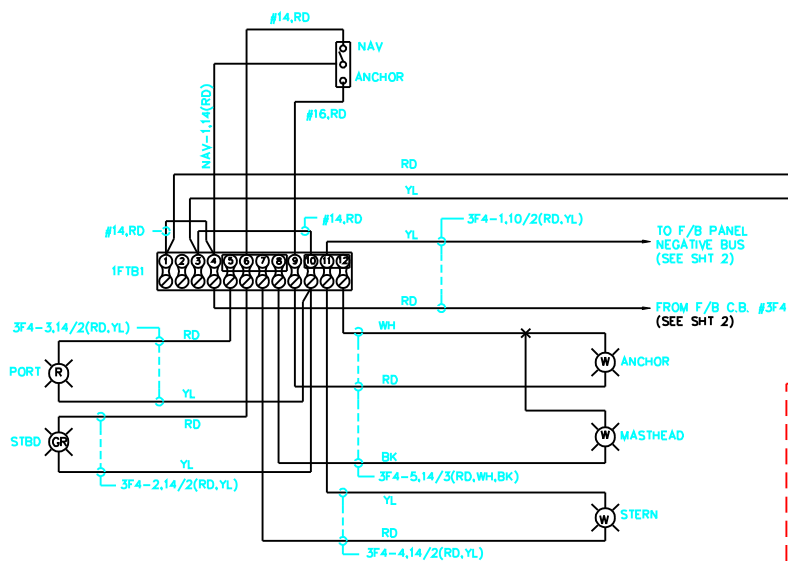 #14,RD
NAV
ANCHOR
#16,RD
NAV-1,14(RD)
RD
YL
#14,RD
#14,RD
3F4-1,10/2(RD,YL)
YL
TO F/B PANEL
NEGATIVE BUS
(SEE SHT 2)
1 2 3 4 5 6 7 8 9 10 11 12
1FTB1
RD
FROM F/B C.B. #3F4
(SEE SHT 2)
3F4-3,14/2(RD,YL)
RD
WH
PORT
R
W
ANCHOR
RD
YL
RD
STBD
GR
W
MASTHEAD
YL
BK
3F4-2,14/2(RD,YL)
3F4-5,14/3(RD,WH,BK)
YL
W
STERN
RD
3F4-4,14/2(RD,YL)